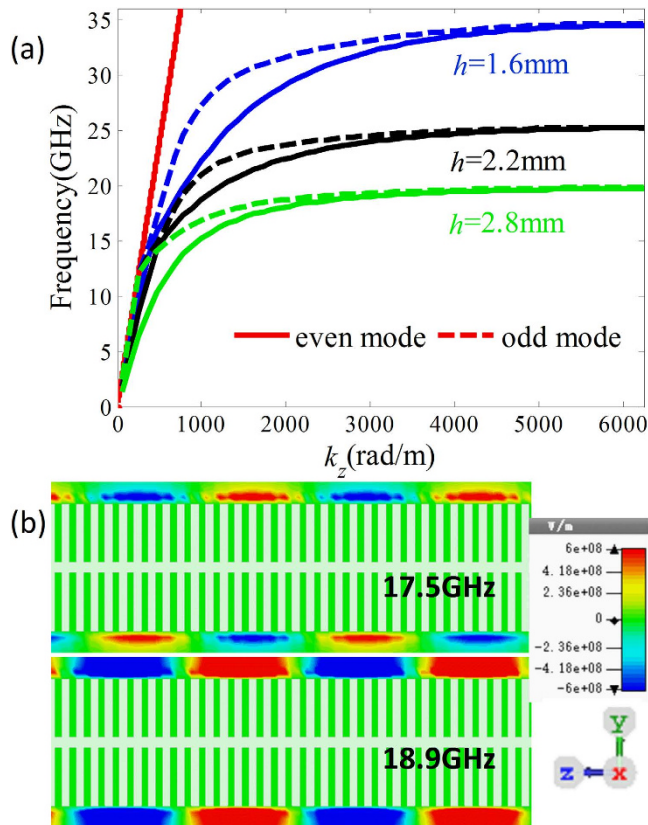 (a)
Frequency(GHz)
35
30
25
20
15
10
5
0
h=1.6mm
h=2.2mm
h=2.8mm
even mode
odd mode
0
1000
2000
3000
4000
5000
6000
kz(rad/m)
(b)
17.5GHz
18.9GHz
V/m
6e+08
4.18e+08
2.36e+08
0
-2.36e+08
-4.18e+08
-6e+08
y
z
x